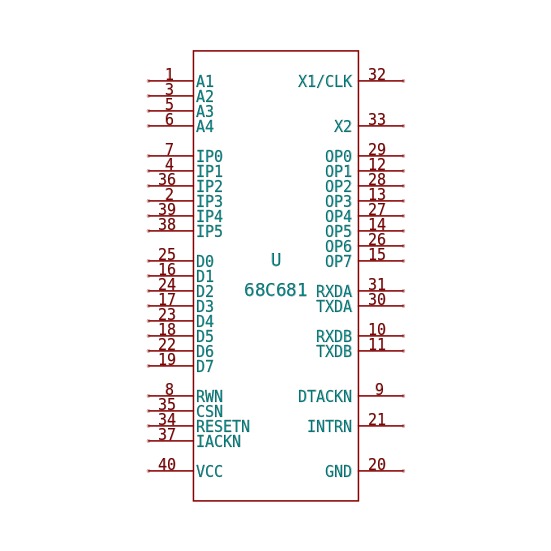 1 A1 X1/CLK 32
3 A2
5 A3
6 A4 X2 33
7 IP0 OP0 29
4 IP1 OP1 12
36 IP2 OP2 28
2 IP3 OP3 13
39 IP4 OP4 27
38 IP5 OP5 14
OP6 26
25 D0 U OP7 15
16 D1
24 D2 68C681 RXDA 31
17 D3 TXDA 30
23 D4
18 D5 RXDB 10
22 D6 TXDB 11
19 D7
8 RWN DTACKN 9
35 CSN
34 RESETN INTRN 21
37 IACKN
40 VCC GND 20